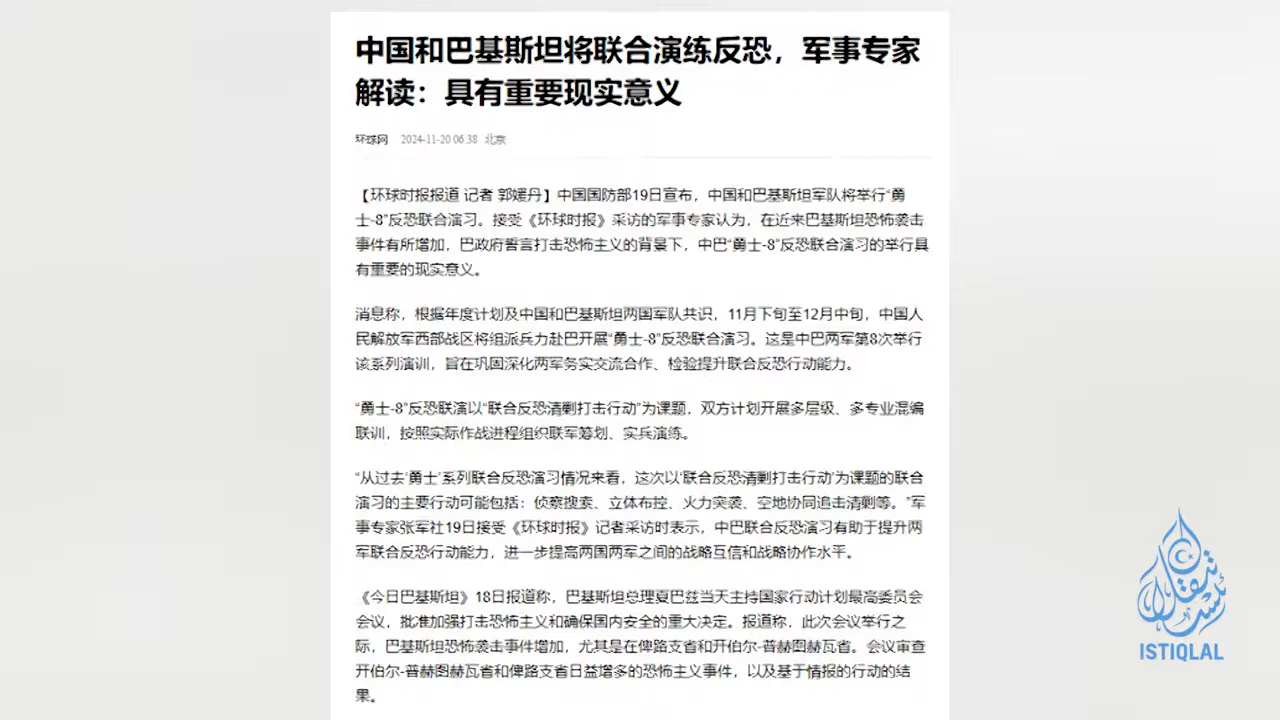 中国和巴基斯坦将联合演练反恐，军事专家
解读：具有重要现实意义
环球网 2024-11-20 06:38 北京
【环球时报报道 记者 郭媛丹】中国国防部19日宣布，中国和巴基斯坦军队将举行“勇
士-8”反恐联合演习。接受《环球时报》采访的军事专家认为，在近来巴基斯坦恐怖袭击
事件有所增加，巴政府誓言打击恐怖主义的背景下，中巴“勇士-8”反恐联合演习的举行具
有重要的现实意义。
消息称，根据年度计划及中国和巴基斯坦两国军队共识，11月下旬至12月中旬，中国人
民解放军西部战区将组派兵力赴巴开展“勇士-8”反恐联合演习。这是中巴两军第8次举行
该系列演训，旨在巩固深化两军务实交流合作、检验提升联合反恐行动能力。
“勇士-8”反恐联演以“联合反恐清剿打击行动”为课题，双方计划开展多层级、多专业混编
联训，按照实际作战进程组织联军筹划、实兵演练。
“从过去‘勇士’系列联合反恐演习情况来看，这次以‘联合反恐清剿打击行动’为课题的联合
演习的主要行动可能包括：侦察搜索、立体布控、火力突袭、空地协同追击清剿等。”军
事专家张军社19日接受《环球时报》记者采访时表示，中巴联合反恐演习有助于提升两
军联合反恐行动能力，进一步提高两国两军之间的战略互信和战略协作水平。
《今日巴基斯坦》18日报道称，巴基斯坦总理夏巴兹当天主持国家行动计划最高委员会
会议，批准加强打击恐怖主义和确保国内安全的重大决定。报道称，此次会议举行之
际，巴基斯坦恐怖袭击事件增加，尤其是在俾路支省和开伯尔-普赫图赫瓦省。会议审查
开伯尔-普赫图赫瓦省和俾路支省日益增多的恐怖主义事件，以及基于情报的行动的结
果。
ISTIQLAL